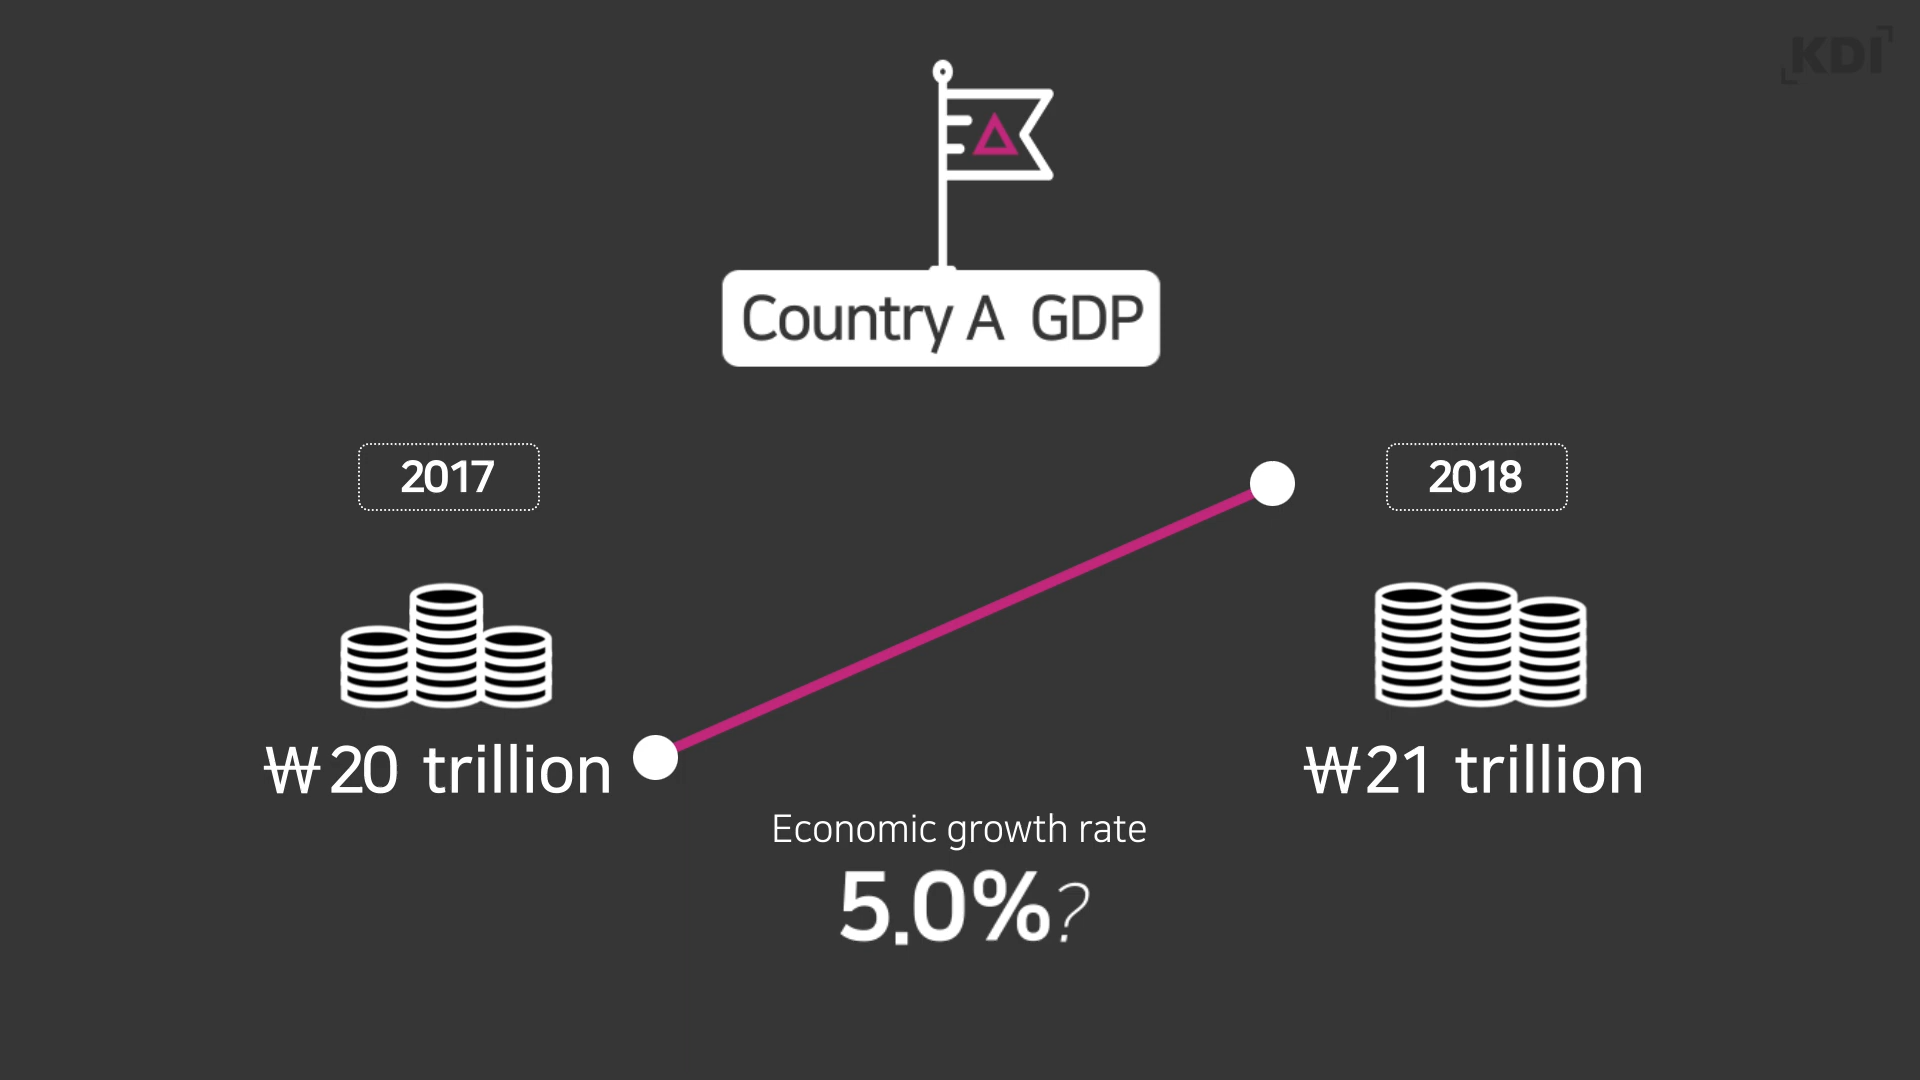 KDI
Country A GDP
2017
2018
₩20 trillion
₩21 trillion
Economic growth rate
5.0%?